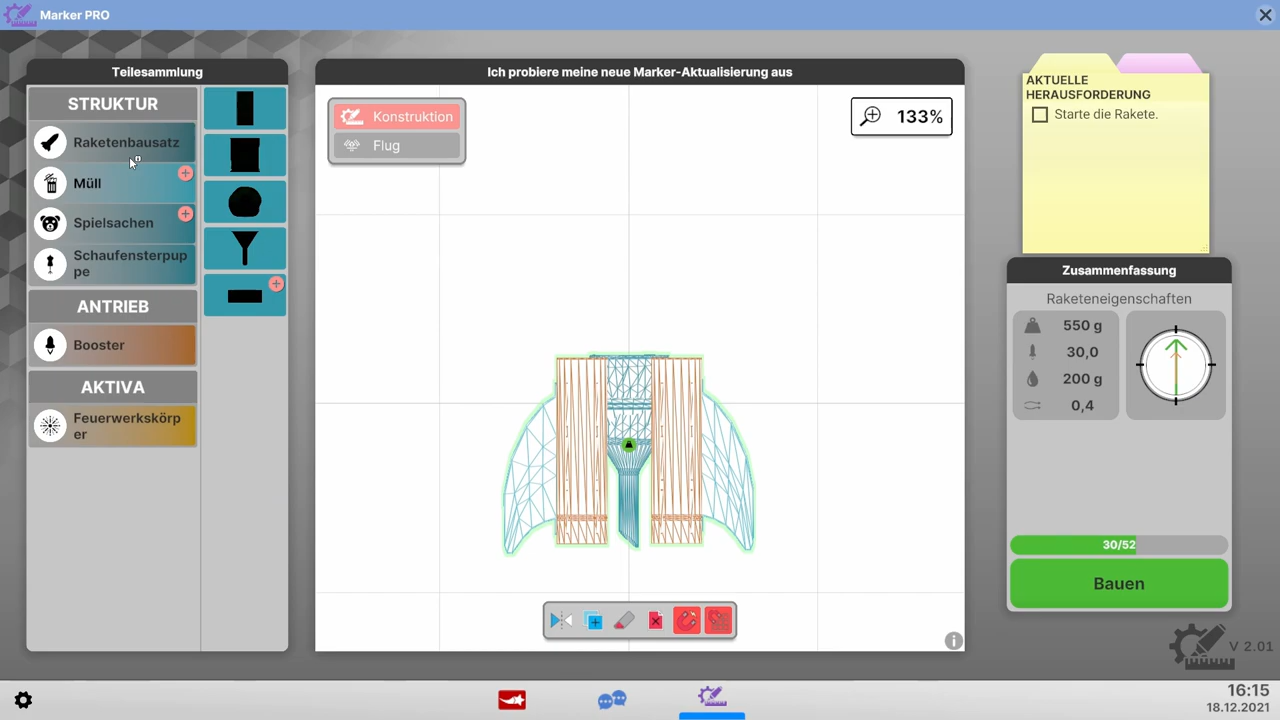 Marker PRO
Teilesammlung
STRUKTUR
Raketenbausatz
Müll
Spielsachen
Schaufensterpup
pe
ANTRIEB
Booster
AKTIVA
Feuerwerkskörp
er
Ich probiere meine neue Marker-Aktualisierung aus
Konstruktion
Flug
133%
AKTUELLE
HERAUSFORDERUNG
Starte die Rakete.
Zusammenfassung
Raketeneigenschaften
550 g
30,0
200 g
0,4
30/52
Bauen
V 2.01
16:15
18.12.2021